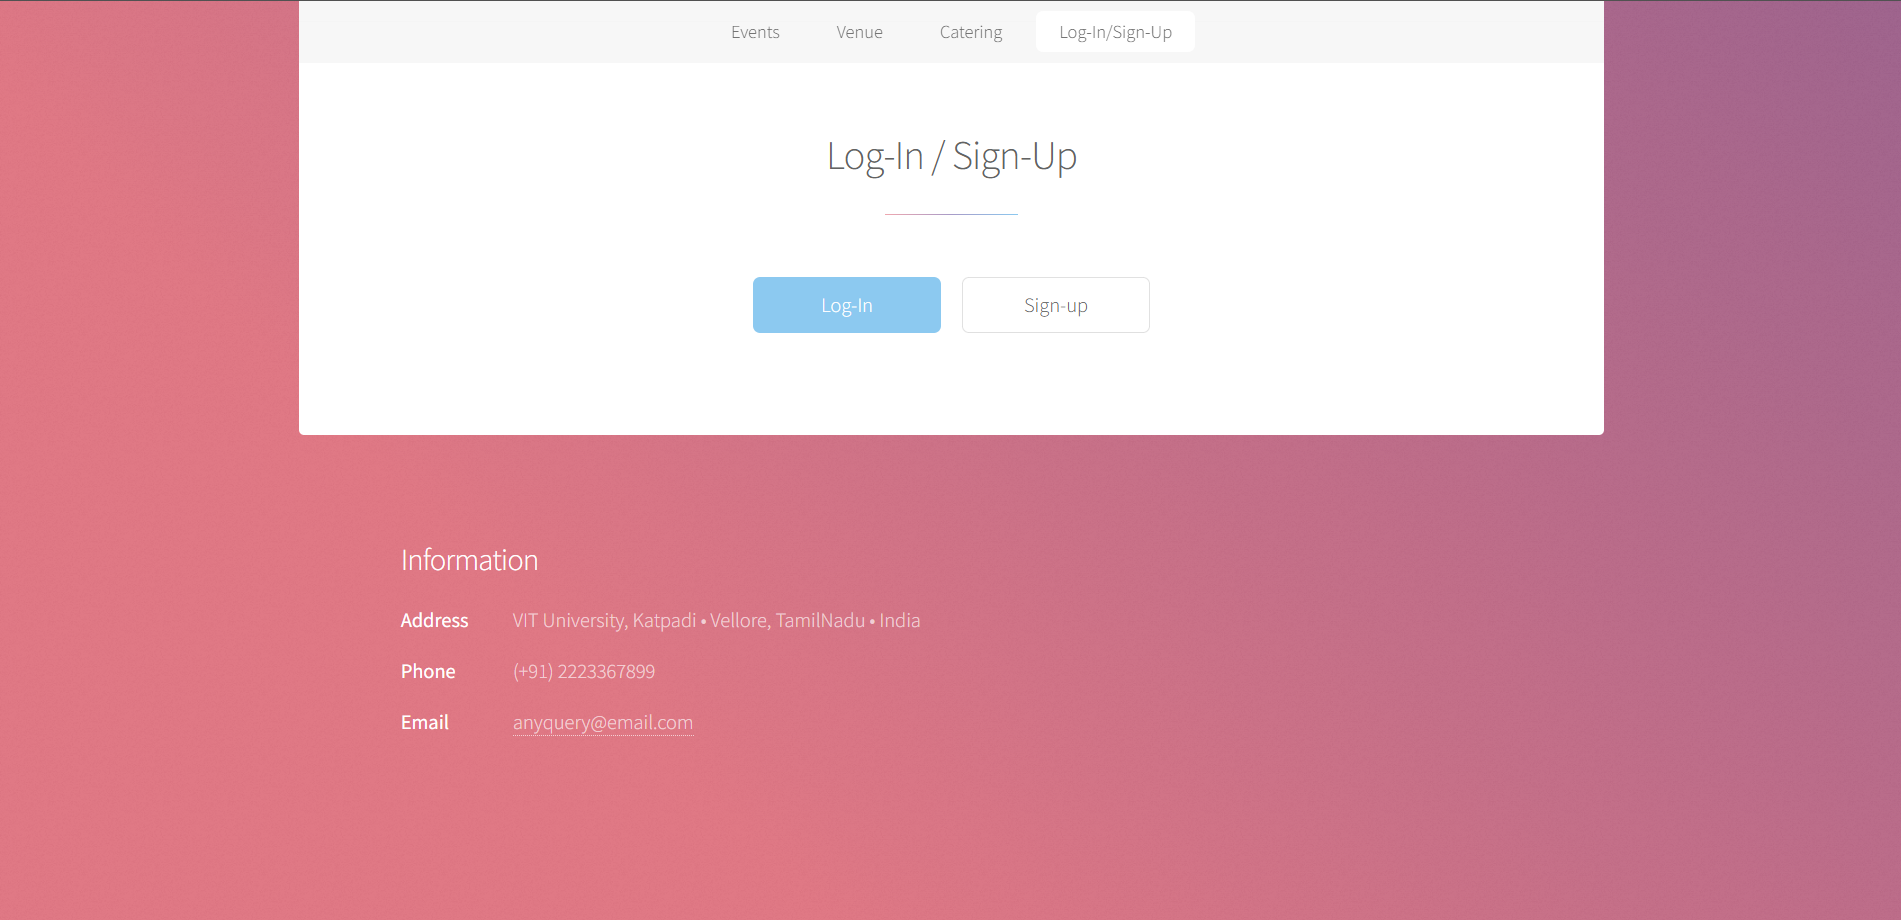 Events Venue Catering Log-In/Sign-Up
Log-In / Sign-Up
Log-In Sign-up
Information
Address VIT University, Katpadi • Vellore, TamilNadu • India
Phone (+91) 2223367899
Email anyquery@email.com